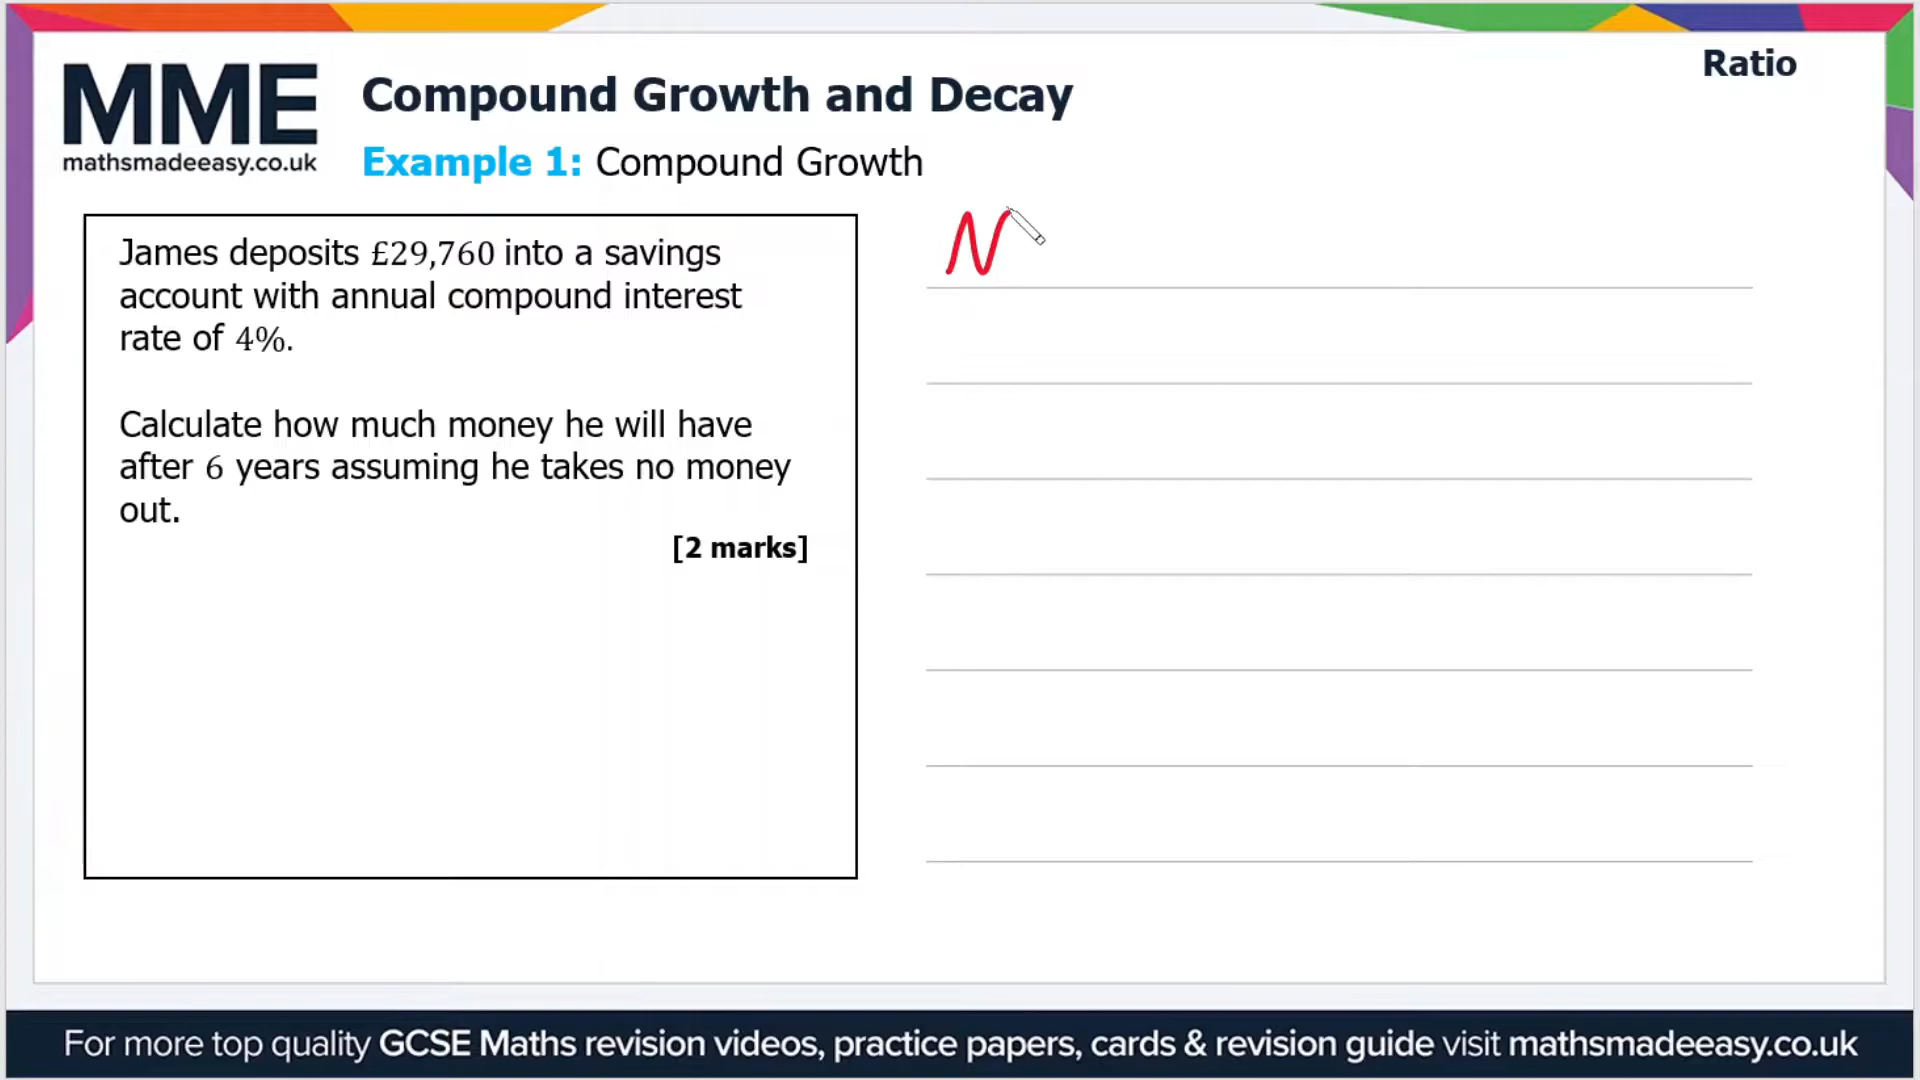 Ratio
MME
mathsmadeeasy.co.uk
Compound Growth and Decay
Example 1: Compound Growth
James deposits £29,760 into a savings
account with annual compound interest
rate of 4%.
Calculate how much money he will have
after 6 years assuming he takes no money
out.
[2 marks]
N
For more top quality GCSE Maths revision videos, practice papers, cards & revision guide visit mathsmadeeasy.co.uk